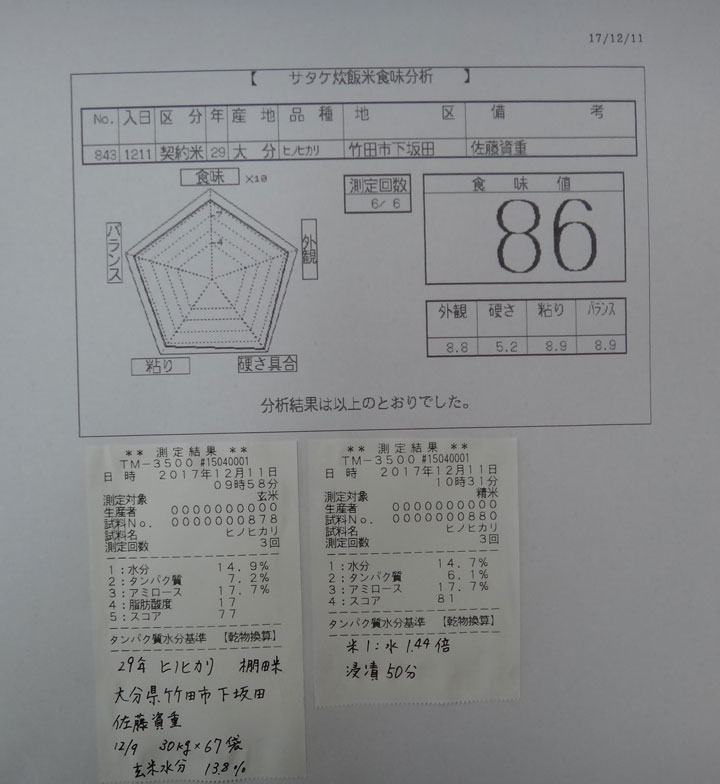 17/12/11
【 サタケ炊飯米食味分析 】
No. 入日 区分 年 産地 品種 地区 備考
843 1211 契約米 29 大分 ヒノヒカリ 竹田市下坂田 佐藤資重
食味 ×10
7
4
外観
バランス
粘り
硬さ具合
測定回数
6/ 6
食味値
86
外観 硬さ 粘り バランス
8.8 5.2 8.9 8.9
分析結果は以上のとおりでした。
** 測定結果 **
TM-3500 #15040001
日 時 2017年12月11日
09時58分
測定対象 玄米
生産者 0000000000
試料No. 0000000878
試料名 ヒノヒカリ
測定回数 3回
1:水分 14.9%
2:タンパク質 7.2%
3:アミロース 17.7%
4:脂肪酸度 17
5:スコア 77
タンパク質水分基準 【乾物換算】
29年 ヒノヒカリ 棚田米
大分県竹田市下坂田
佐藤資重
12/9 30kg×67袋
玄米水分 13.8%
** 測定結果 **
TM-3500 #15040001
日 時 2017年12月11日
10時31分
測定対象 精米
生産者 0000000000
試料No. 0000000880
試料名 ヒノヒカリ
測定回数 3回
1:水分 14.7%
2:タンパク質 6.1%
3:アミロース 17.7%
4:スコア 81
タンパク質水分基準 【乾物換算】
米1:水1.44倍
浸漬50分